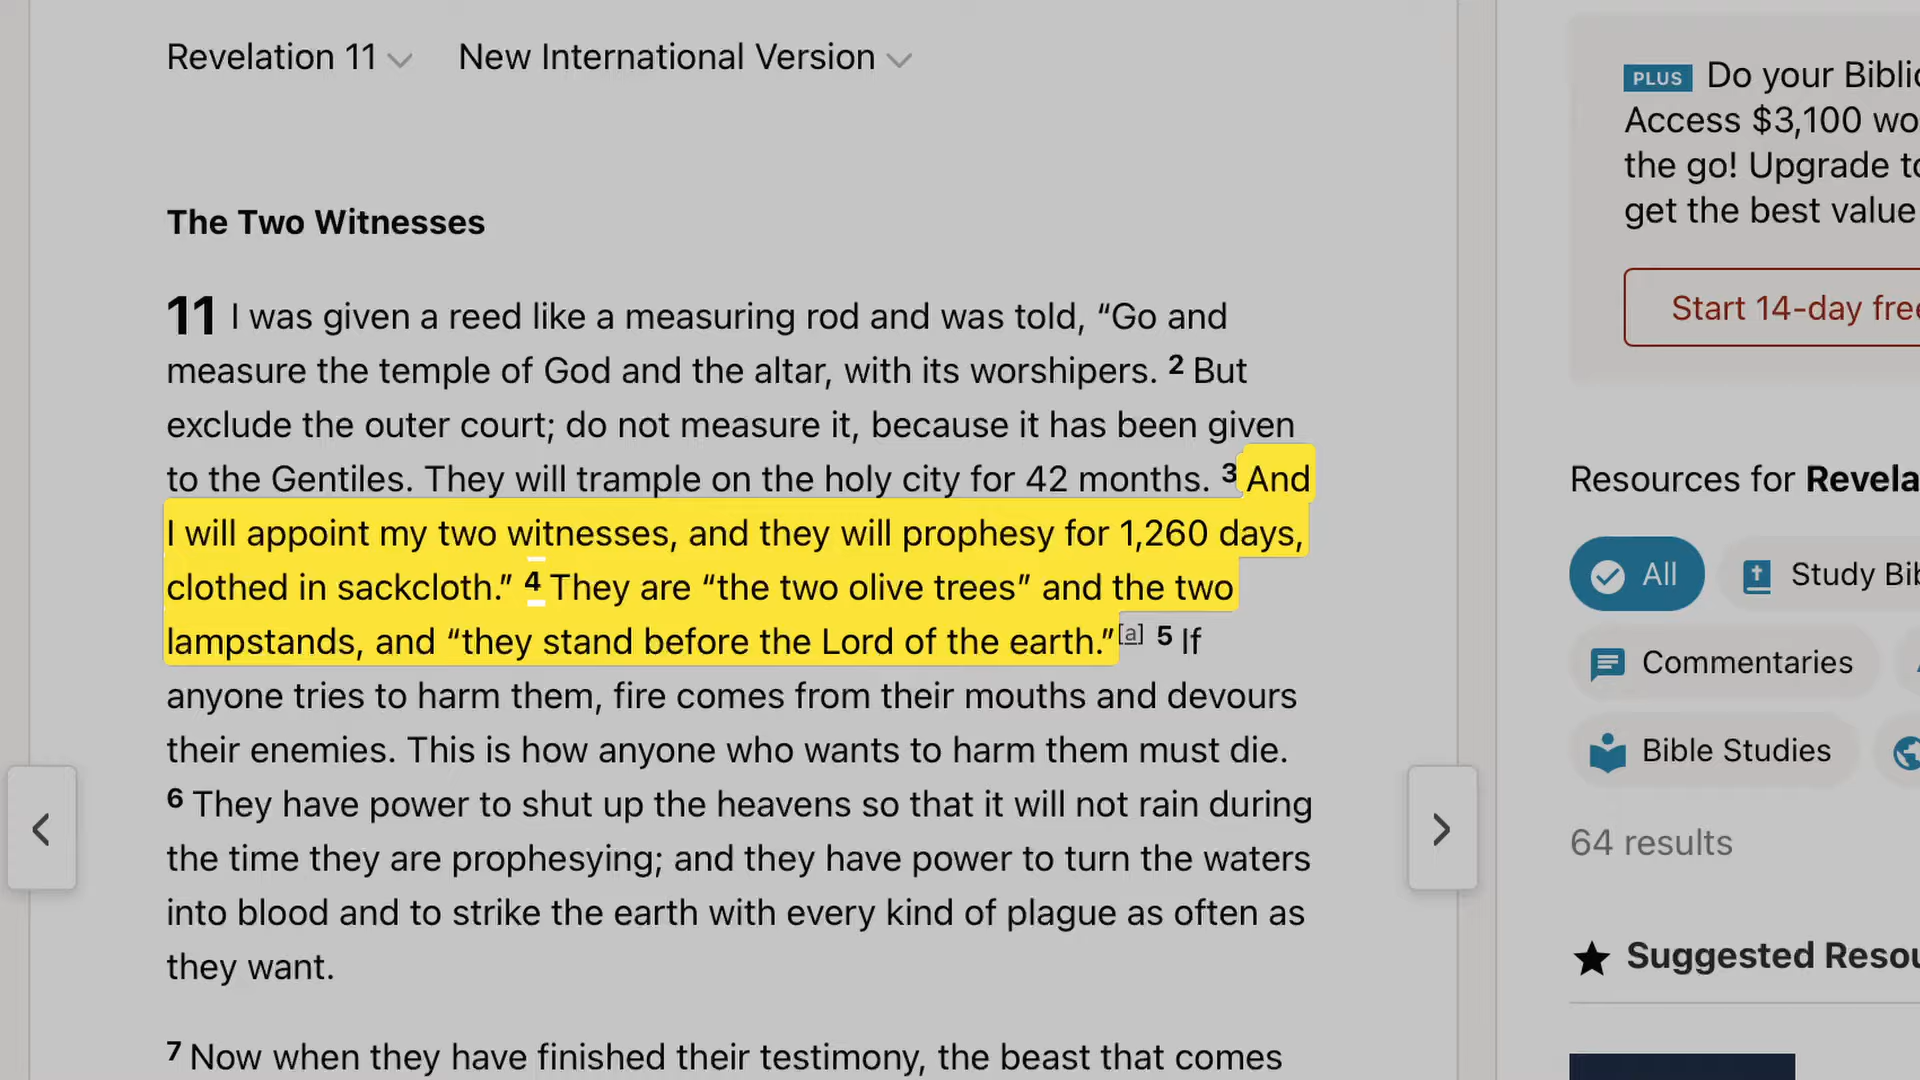 Revelation 11 New International Version
The Two Witnesses
11 I was given a reed like a measuring rod and was told, “Go and
measure the temple of God and the altar, with its worshipers. 2 But
exclude the outer court; do not measure it, because it has been given
to the Gentiles. They will trample on the holy city for 42 months. 3 And
I will appoint my two witnesses, and they will prophesy for 1,260 days,
clothed in sackcloth.” 4 They are “the two olive trees” and the two
lampstands, and “they stand before the Lord of the earth.”[a] 5 If
anyone tries to harm them, fire comes from their mouths and devours
their enemies. This is how anyone who wants to harm them must die.
6 They have power to shut up the heavens so that it will not rain during
the time they are prophesying; and they have power to turn the waters
into blood and to strike the earth with every kind of plague as often as
they want.
7 Now when they have finished their testimony, the beast that comes
PLUS Do your
Access $3,100
the go! Upgrade
get the best value
Start 14-day
Resources for
All Study
Commentaries
Bible Studies
64 results
Suggested